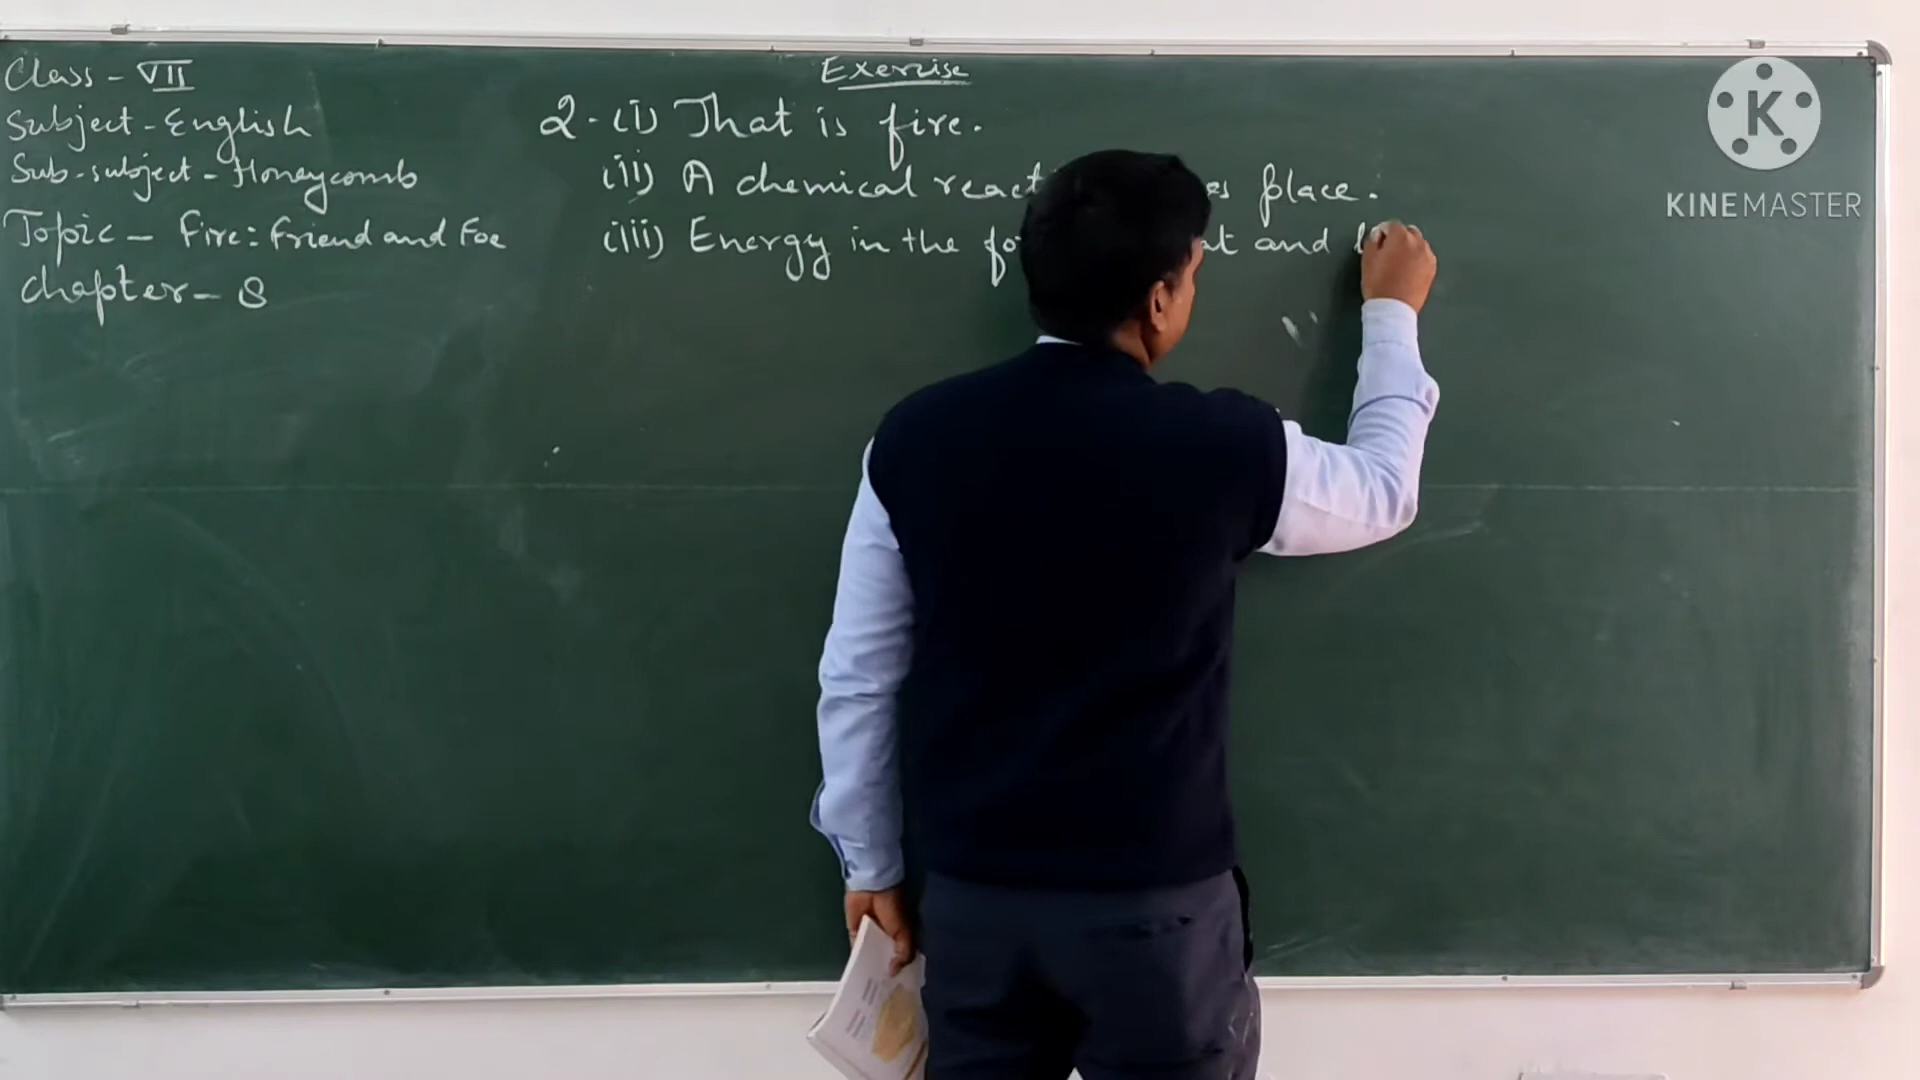 Class - VII
Subject - English
Sub-subject - Honeycomb
Topic - Fire: Friend and Foe
Chapter - 8
Exercise
2 - (i) That is fire.
(ii) A chemical place.
(iii) Energy in the and
KINEMASTER